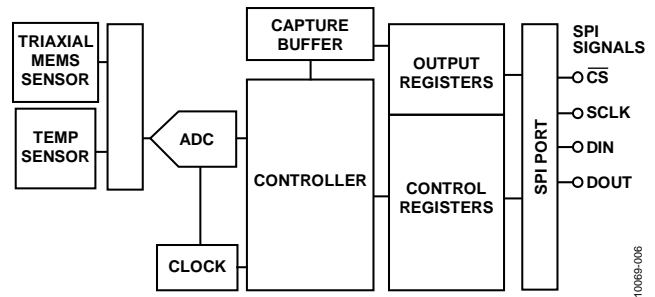 TRIAXIAL
MEMS
SENSOR
TEMP
SENSOR
ADC
CLOCK
CAPTURE
BUFFER
CONTROLLER
OUTPUT
REGISTERS
CONTROL
REGISTERS
SPI PORT
SPI
SIGNALS
C̅S̅
SCLK
DIN
DOUT
10069-006